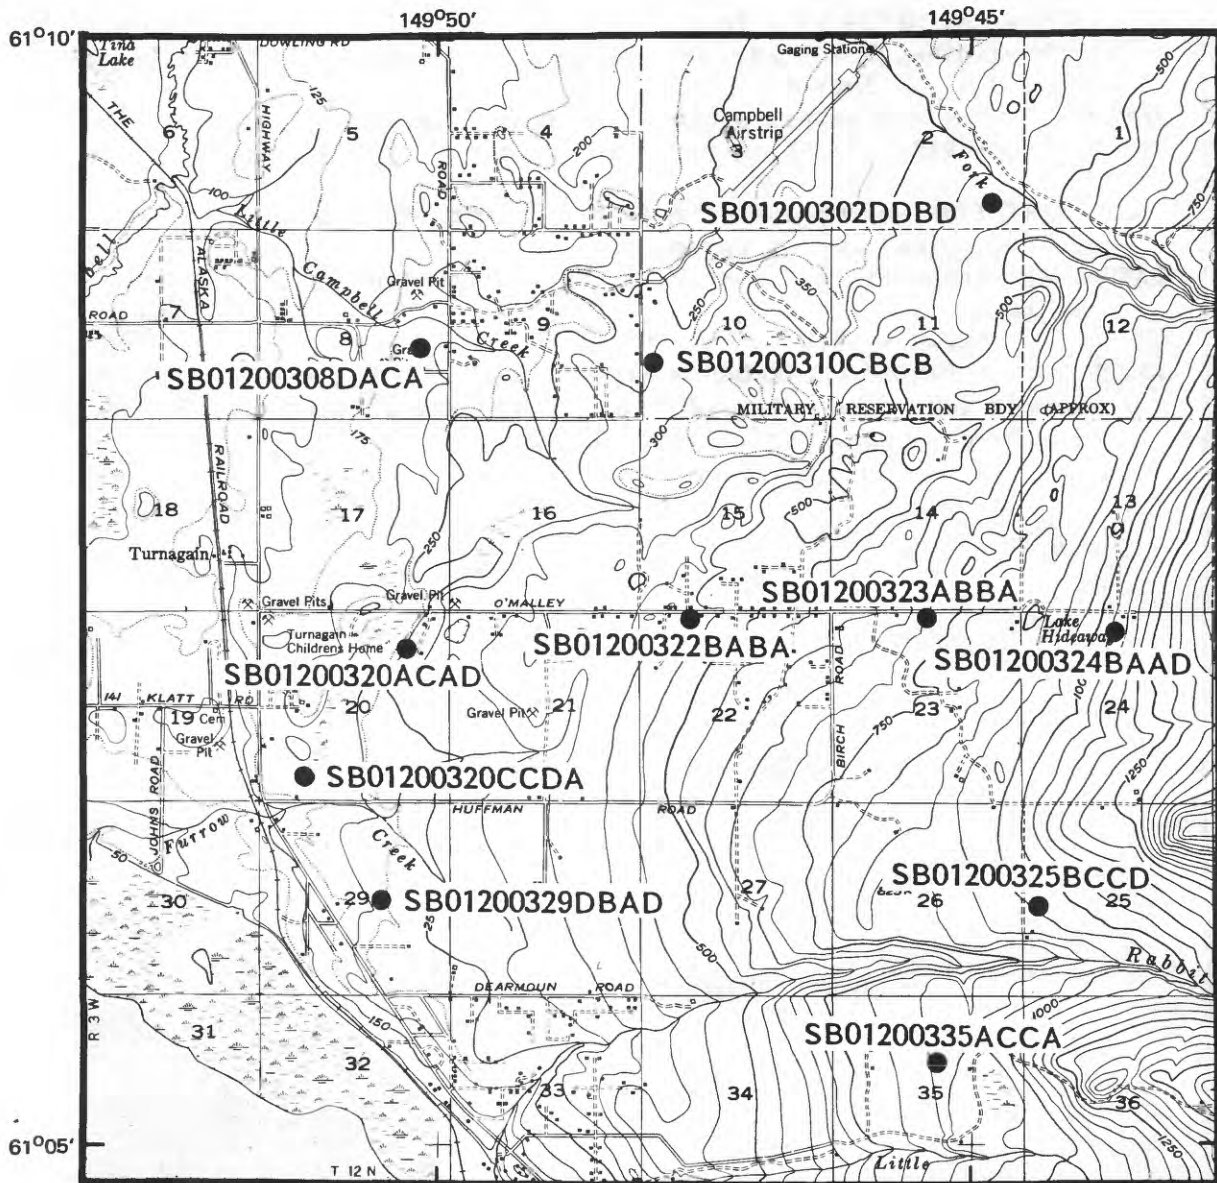 149°50'
149°45'
61°10'
Tina
Lake
DOWLING RD
Gaging Stations
500
125
THE
6
HIGHWAY
5
4
200
Campbell
Airstrip
3
2
1
ROAD
Fork
100
750
SB01200302DDBD
Little
bell
ALASKA
Campbell
Gravel Pit
250
350
500
ROAD
7
8
9
10
11
12
Creek
SB01200308DACA
SB01200310CBCB
MILITARY RESERVATION BDY (APPROX)
175
300
RAILROAD
18
17
16
15
500
14
13
250
Turnagain
Gravel Pits
Gravel Pit
O'MALLEY
SB01200323ABBA
Turnagain
Childrens Home
SB01200322BABA
Lake
Hideaway
SB01200320ACAD
SB01200324BAAD
ROAD
141
KLATT RD
19
Cem
20
Gravel Pit
21
22
23
24
Gravel
Pit
750
BIRCH
JOHNS ROAD
SB01200320CCDA
1250
HUFFMAN ROAD
Furrow
Creek
50
SB01200325BCCD
30
29
SB01200329DBAD
27
26
25
500
Rabbit
DEARMOUN ROAD
R 3 W
31
150
32
1000
SB01200335ACCA
33
34
35
36
61°05'
T 12 N
Little
1250